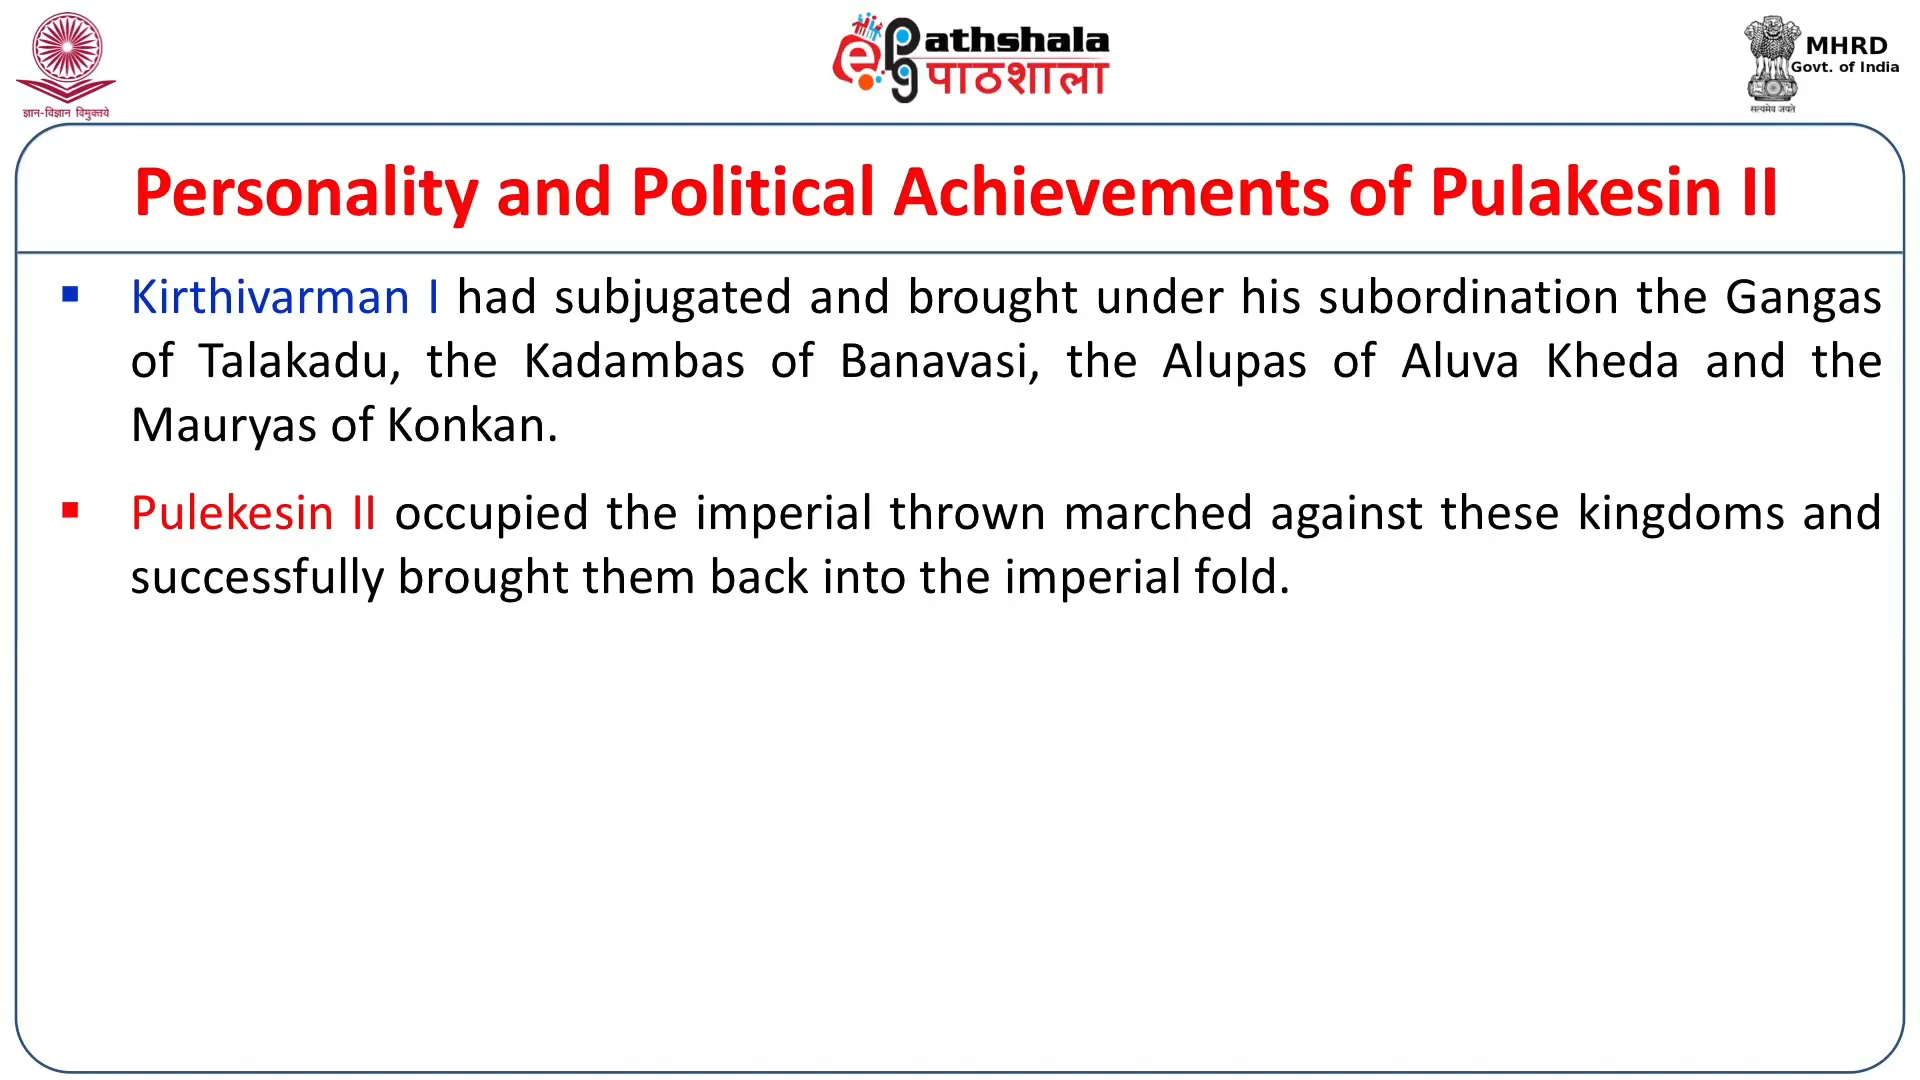 ज्ञान-विज्ञान विमुक्तये
e
Pg
athshala
पाठशाला
MHRD
Govt. of India
सत्यमेव जयते
Personality and Political Achievements of Pulakesin II
Kirthivarman I had subjugated and brought under his subordination the Gangas
of Talakadu, the Kadambas of Banavasi, the Alupas of Aluva Kheda and the
Mauryas of Konkan.
Pulekesin II occupied the imperial thrown marched against these kingdoms and
successfully brought them back into the imperial fold.